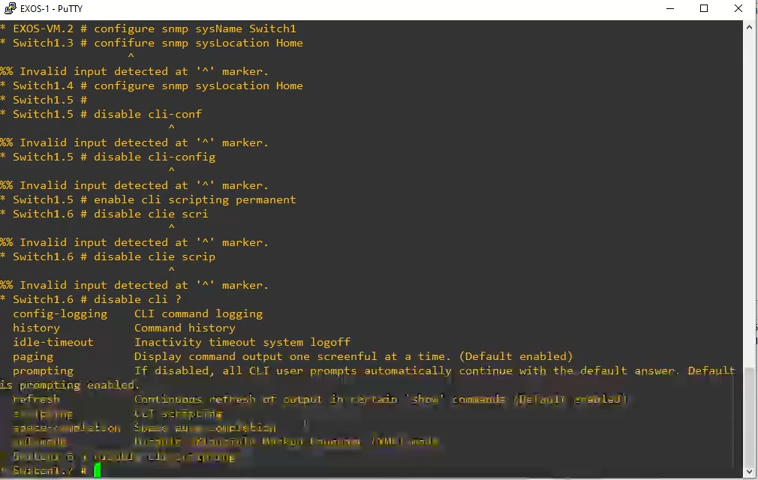 EXOS-1 - PuTTY
* EXOS-VM.2 # configure snmp sysName Switch1
* Switch1.3 # confifure snmp sysLocation Home
^
%% Invalid input detected at '^' marker.
* Switch1.4 # configure snmp sysLocation Home
* Switch1.5 #
* Switch1.5 # disable cli-conf
^
%% Invalid input detected at '^' marker.
* Switch1.5 # disable cli-config
^
%% Invalid input detected at '^' marker.
* Switch1.5 # enable cli scripting permanent
* Switch1.6 # disable clie scri
^
%% Invalid input detected at '^' marker.
* Switch1.6 # disable clie scrip
^
%% Invalid input detected at '^' marker.
* Switch1.6 # disable cli ?
config-logging CLI command logging
history Command history
idle-timeout Inactivity timeout system logoff
paging Display command output one screenful at a time. (Default enabled)
prompting If disabled, all CLI user prompts automatically continue with the default answer. Default
is prompting enabled.
refresh Continuous refresh of output in certain 'show' commands (Default enabled)
scripting CLI scripting
space-completion Space auto-completion
* Switch1.6 # disable cli scripting
* Switch1.7 #